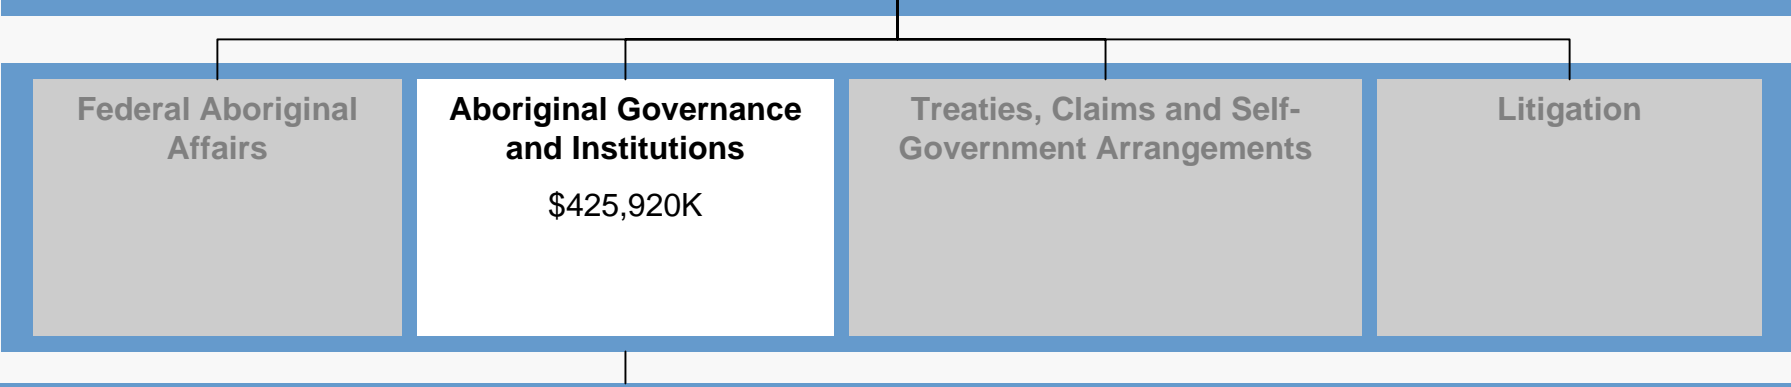 Federal Aboriginal
Affairs
Aboriginal Governance
and Institutions
$425,920K
Treaties, Claims and Self-
Government Arrangements
Litigation